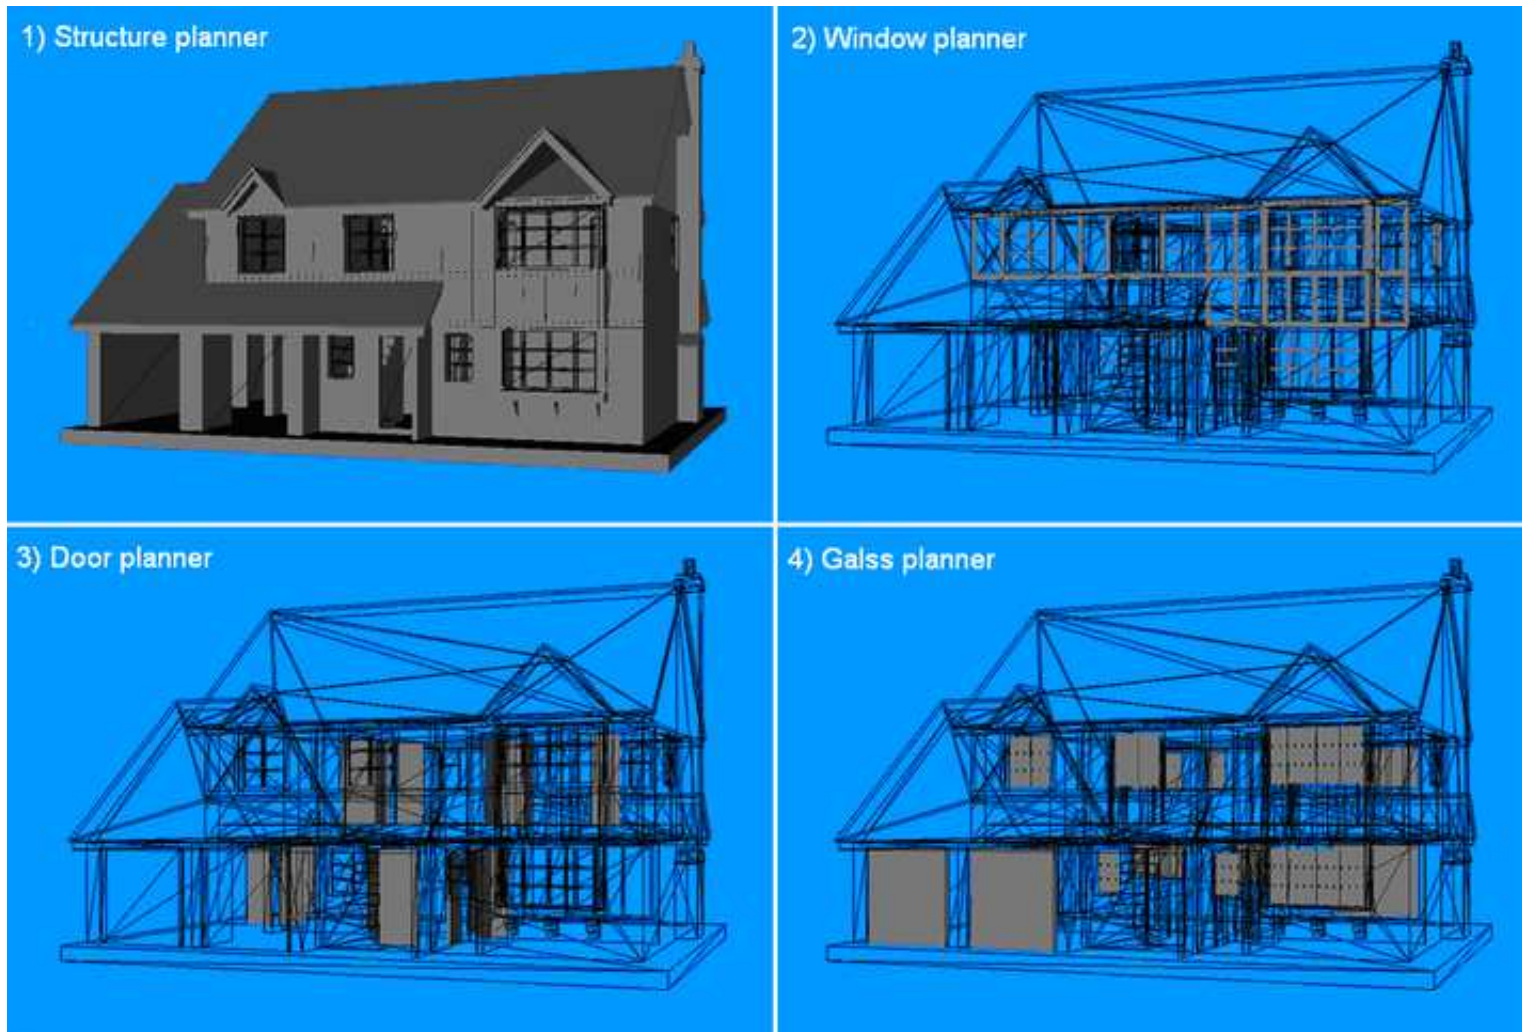 1) Structure planner
2) Window planner
3) Door planner
4) Galss planner